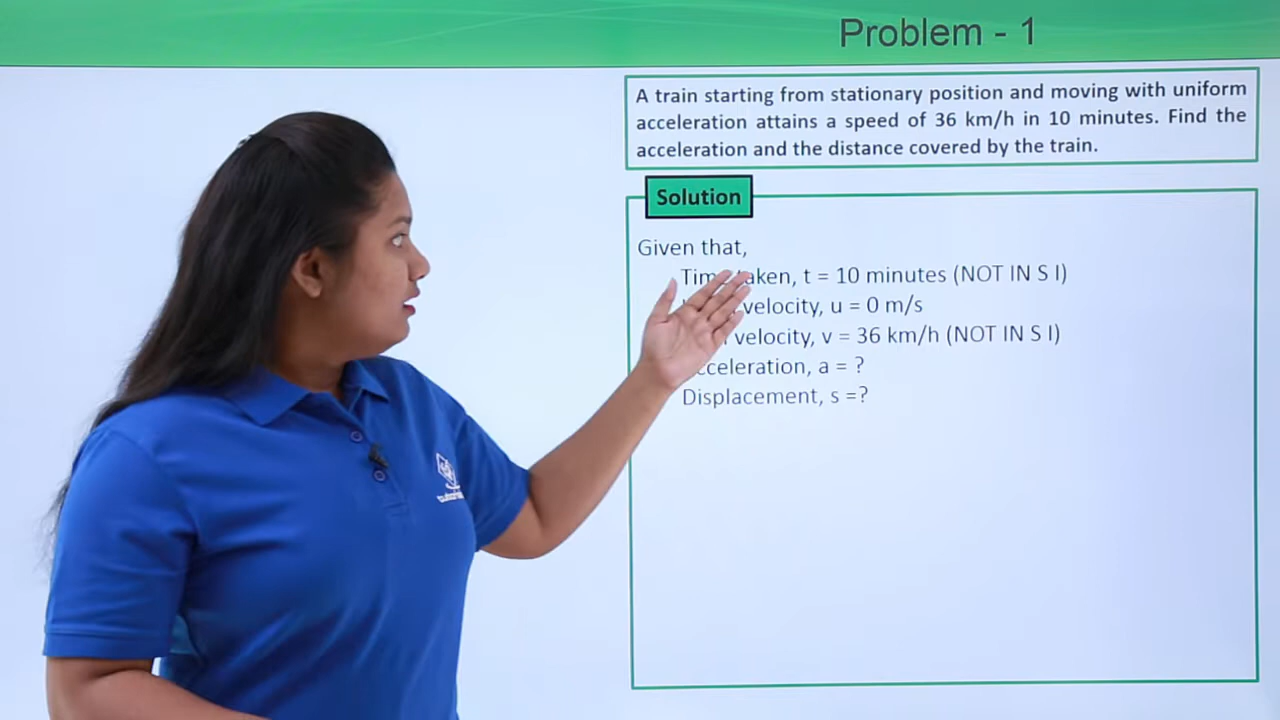 Problem - 1
A train starting from stationary position and moving with uniform
acceleration attains a speed of 36 km/h in 10 minutes. Find the
acceleration and the distance covered by the train.
Solution
Given that,
Time taken, t = 10 minutes (NOT IN S I)
velocity, u = 0 m/s
velocity, v = 36 km/h (NOT IN S I)
Acceleration, a = ?
Displacement, s =?